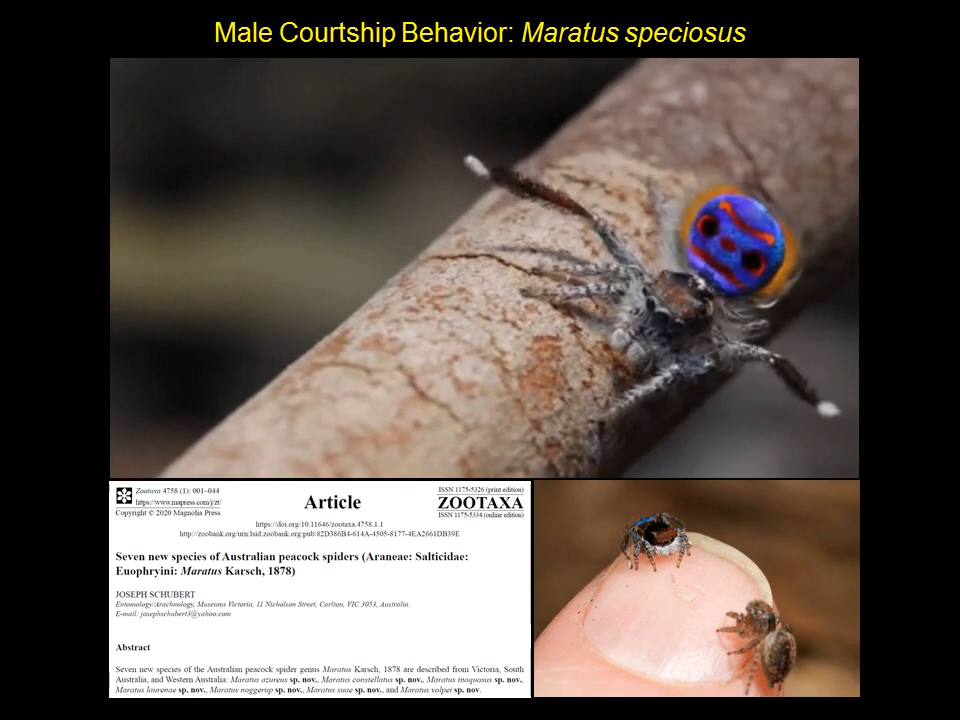 Male Courtship Behavior: Maratus speciosus
Zootaxa 4758 (1): 001–044
https://www.mapress.com/j/zt/
Copyright © 2020 Magnolia Press
Article
ISSN 1175-5326 (print edition)
ZOOTAXA
ISSN 1175-5334 (online edition)
https://doi.org/10.11646/zootaxa.4758.1.1
http://zoobank.org/urn:lsid:zoobank.org:pub:82D386B4-614A-4505-8177-4EA2661DB39E
Seven new species of Australian peacock spiders (Araneae: Salticidae:
Euophryini: Maratus Karsch, 1878)
JOSEPH SCHUBERT
Entomology/Arachnology, Museums Victoria, 11 Nicholson Street, Carlton, VIC 3053, Australia.
E-mail: josephschubert3@yahoo.com
Abstract
Seven new species of the Australian peacock spider genus Maratus Karsch, 1878 are described from Victoria, South
Australia, and Western Australia: Maratus azureus sp. nov., Maratus constellatus sp. nov., Maratus inaquosus sp. nov.,
Maratus laurenae sp. nov., Maratus noggerup sp. nov., Maratus suae sp. nov., and Maratus volpei sp. nov.